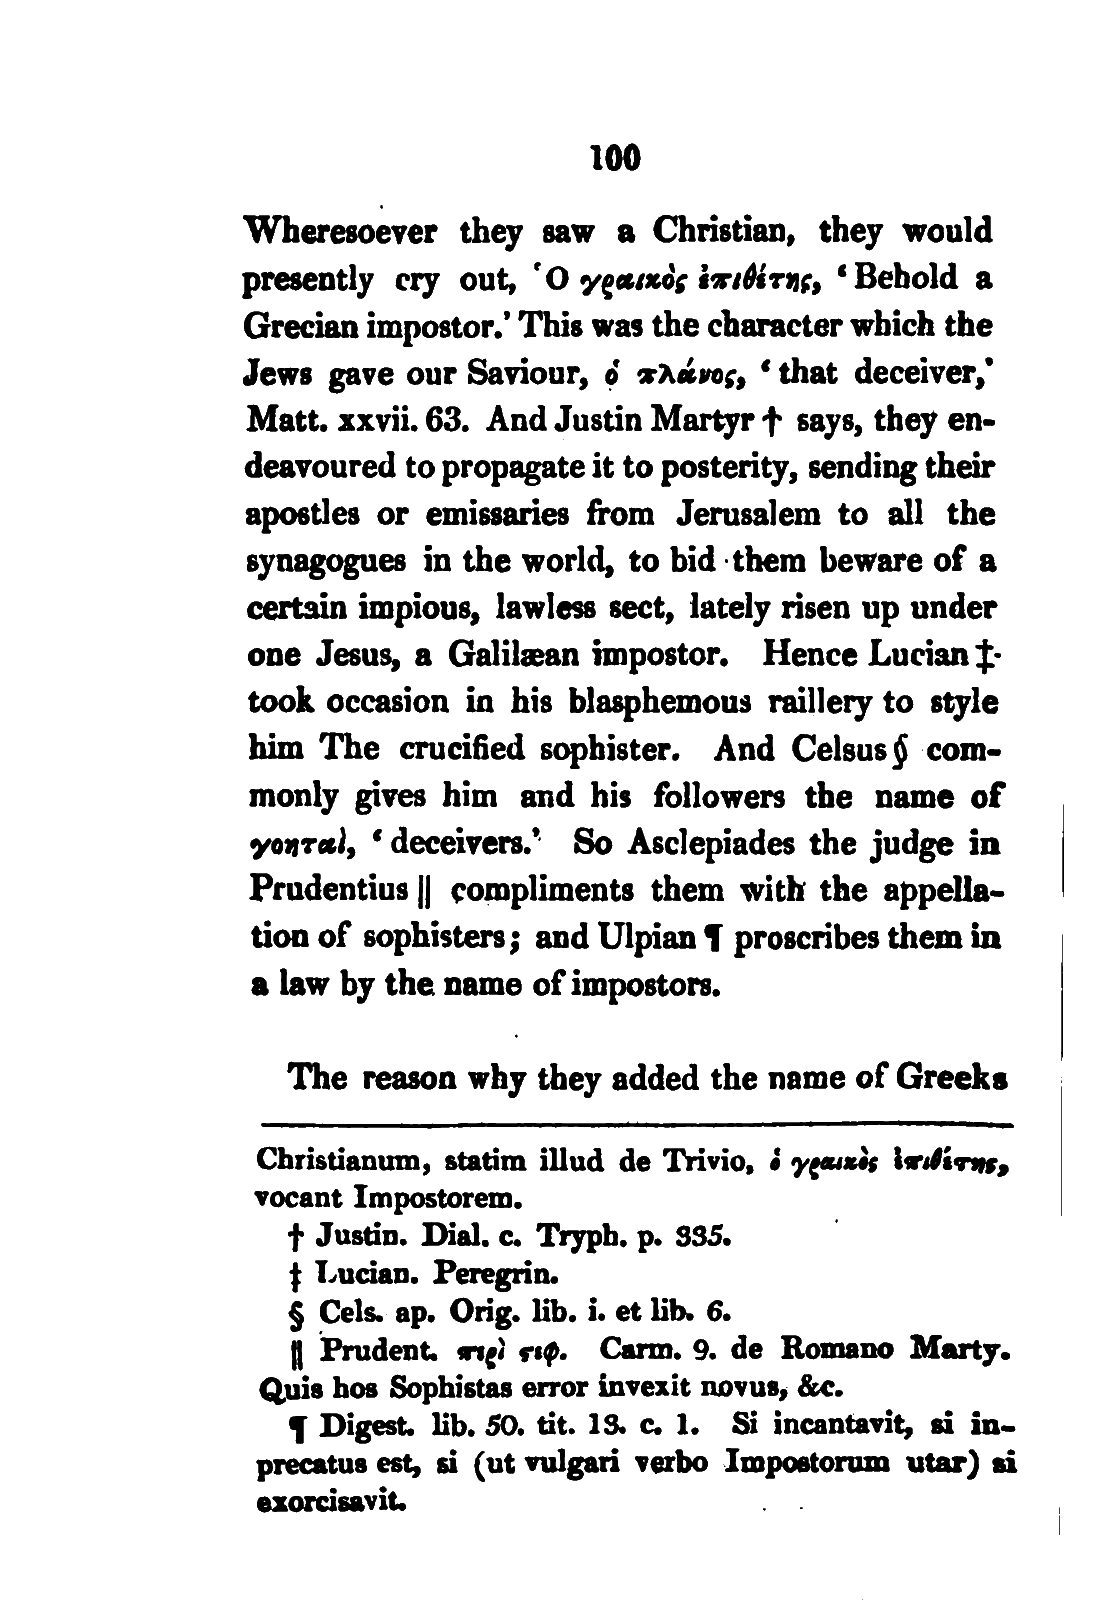 100
Wheresoever they saw a Christian, they would
presently cry out, Ὁ γραικὸς ἐπιθέτης, ‘Behold a
Grecian impostor.’ This was the character which the
Jews gave our Saviour, ὁ πλάνος, ‘that deceiver,’
Matt. xxvii. 63. And Justin Martyr † says, they en-
deavoured to propagate it to posterity, sending their
apostles or emissaries from Jerusalem to all the
synagogues in the world, to bid them beware of a
certain impious, lawless sect, lately risen up under
one Jesus, a Galilæan impostor. Hence Lucian ‡
took occasion in his blasphemous raillery to style
him The crucified sophister. And Celsus § com-
monly gives him and his followers the name of
γοηταὶ, ‘deceivers.’ So Asclepiades the judge in
Prudentius || compliments them with the appella-
tion of sophisters; and Ulpian ¶ proscribes them in
a law by the name of impostors.
The reason why they added the name of Greeks
Christianum, statim illud de Trivio, ὁ γραικὸς ἐπιθέτης,
vocant Impostorem.
† Justin. Dial. c. Tryph. p. 335.
‡ Lucian. Peregrin.
§ Cels. ap. Orig. lib. i. et lib. 6.
|| Prudent. περὶ τεφ. Carm. 9. de Romano Marty.
Quis hos Sophistas error invexit novus, &c.
¶ Digest. lib. 50. tit. 13. c. 1. Si incantavit, si in-
precatus est, si (ut vulgari verbo Impostorum utar) si
exorcisavit.